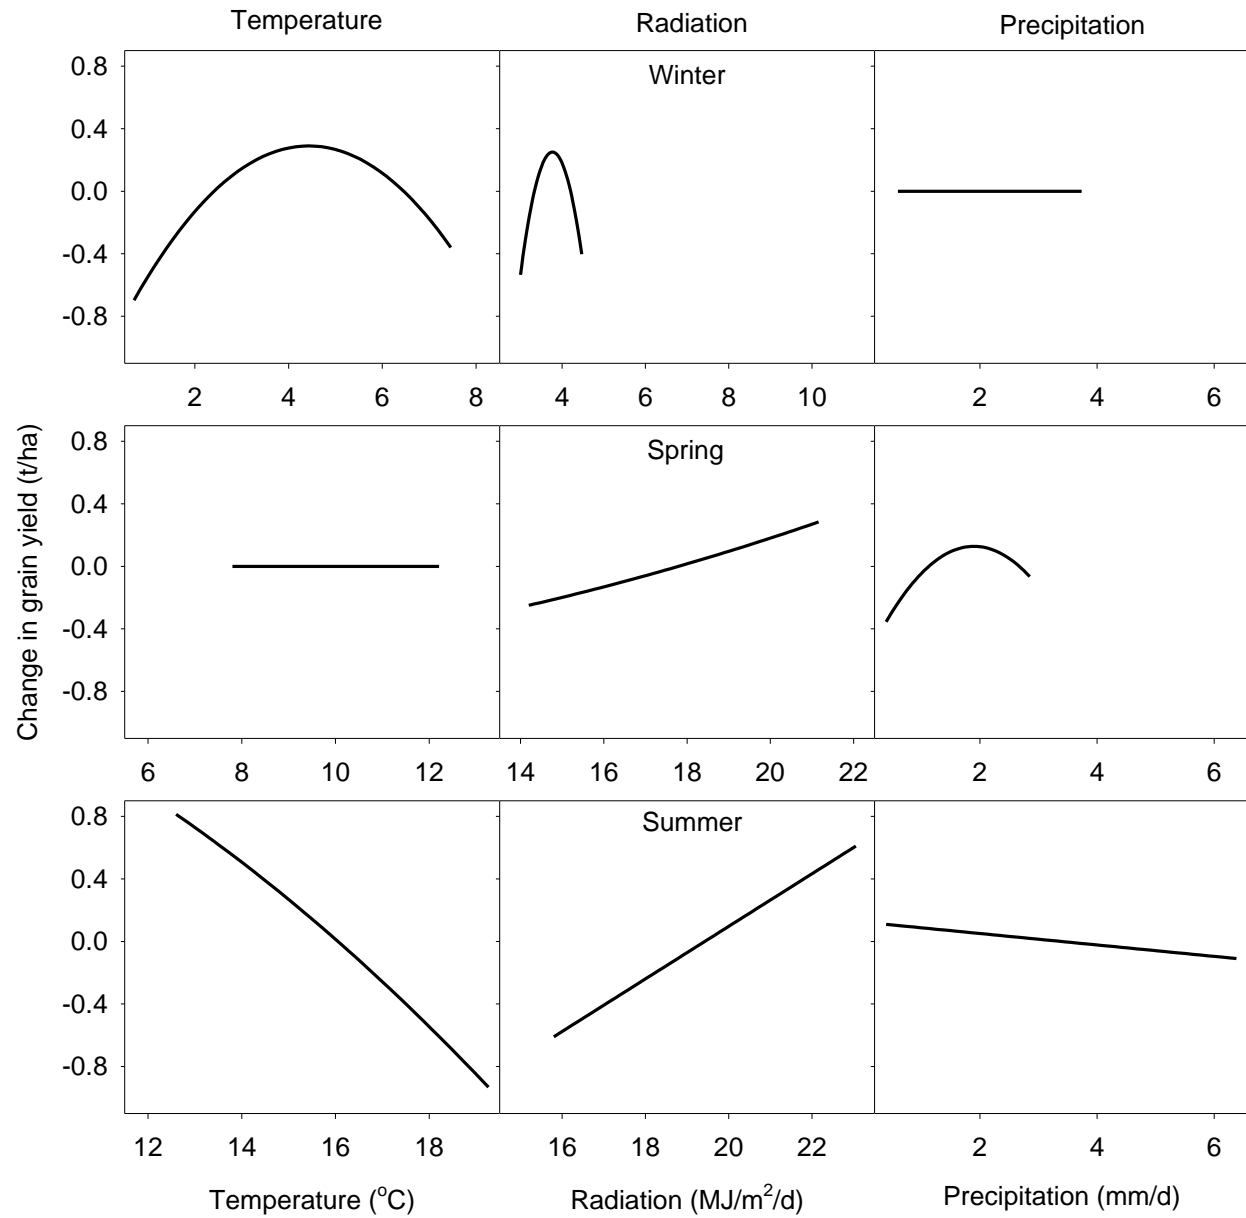 Temperature Radiation Precipitation
Winter
0.8
0.4
0.0
-0.4
-0.8
2 4 6 8 4 6 8 10 2 4 6
Change in grain yield (t/ha)
Spring
0.8
0.4
0.0
-0.4
-0.8
6 8 10 12 14 16 18 20 22 2 4 6
Summer
0.8
0.4
0.0
-0.4
-0.8
12 14 16 18 16 18 20 22 2 4 6
Temperature (°C) Radiation (MJ/m²/d) Precipitation (mm/d)